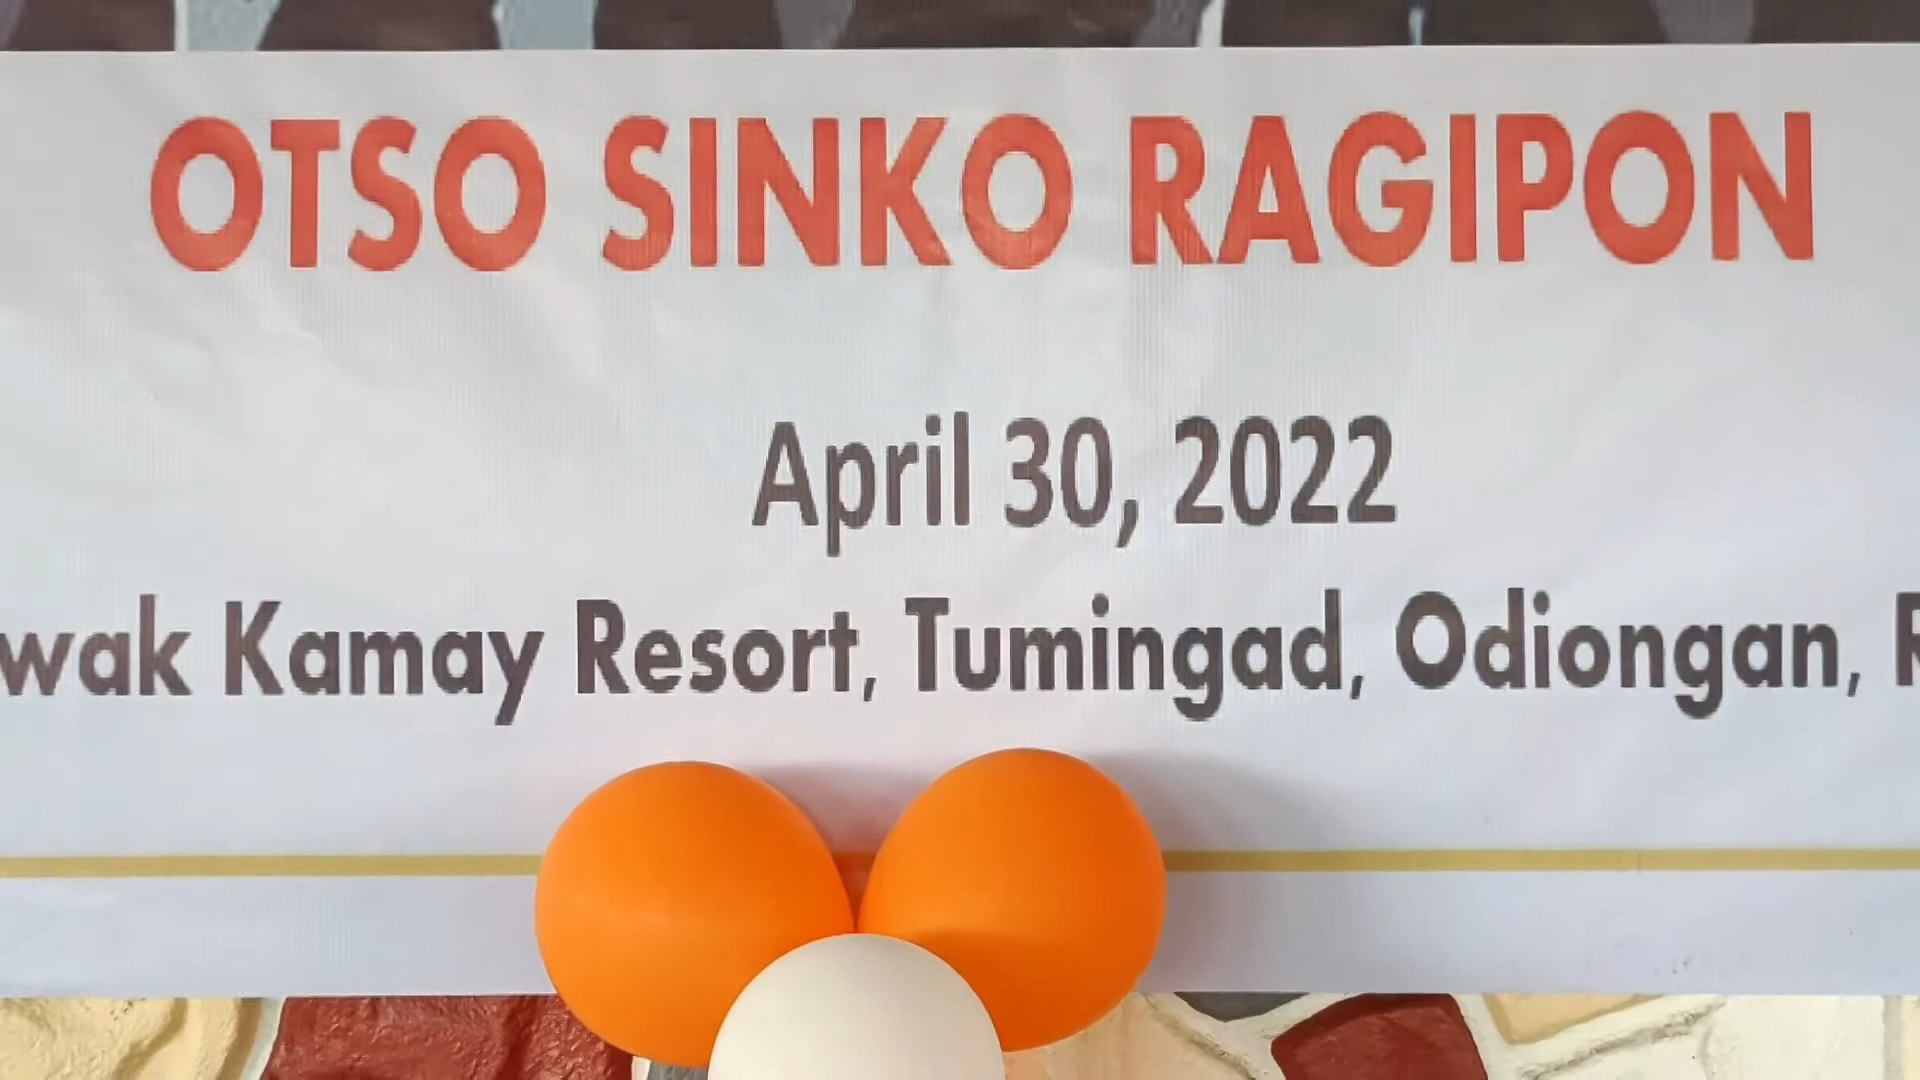 OTSO SINKO RAGIPON
April 30, 2022
wak Kamay Resort, Tumingad, Odiongan, R